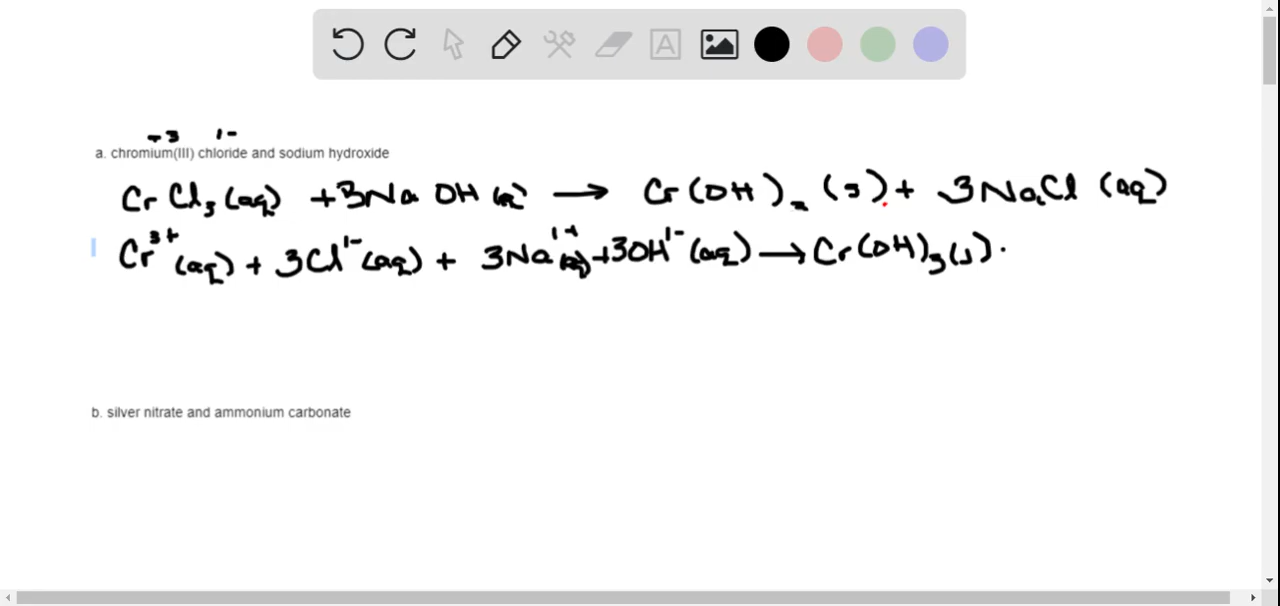 +3 1-
a. chromium(III) chloride and sodium hydroxide
CrCl₃(aq) + 3NaOH(aq) → Cr(OH)₃(s) + 3NaCl(aq)
Cr³⁺(aq) + 3Cl¹⁻(aq) + 3Na¹⁺(aq) + 3OH¹⁻(aq) → Cr(OH)₃(s)
b. silver nitrate and ammonium carbonate